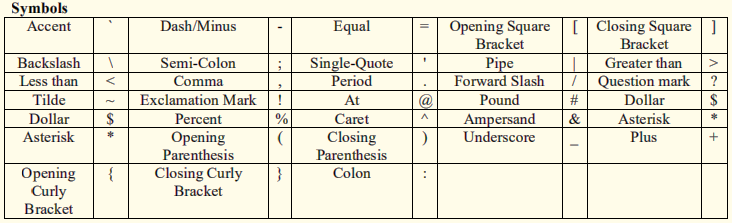 Symbols
Accent ` Dash/Minus - Equal = Opening Square Bracket [ Closing Square Bracket ]
Backslash \ Semi-Colon ; Single-Quote ' Pipe | Greater than >
Less than < Comma , Period . Forward Slash / Question mark ?
Tilde ~ Exclamation Mark ! At @ Pound # Dollar $
Dollar $ Percent % Caret ^ Ampersand & Asterisk *
Asterisk * Opening Parenthesis ( Closing Parenthesis ) Underscore _ Plus +
Opening Curly Bracket { Closing Curly Bracket } Colon :